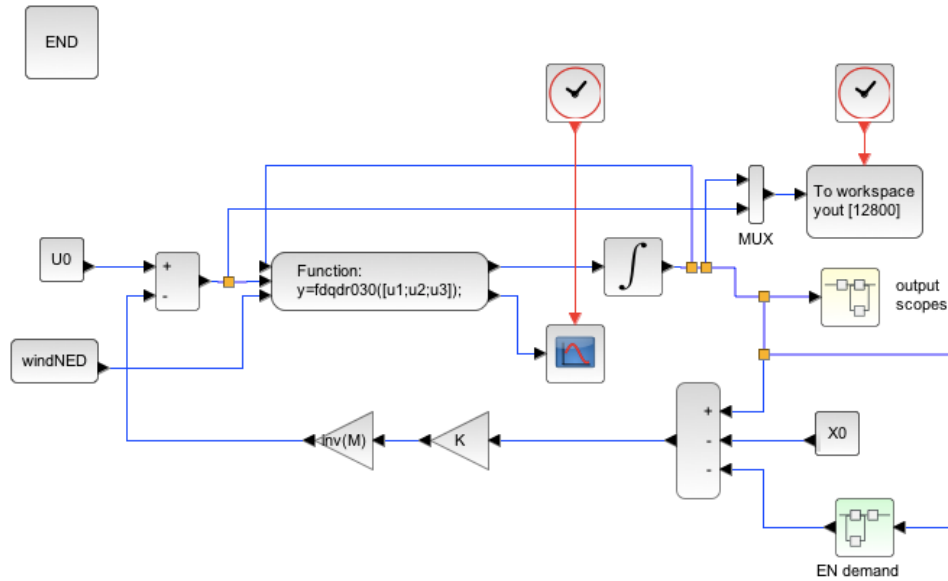 END
To workspace
yout [12800]
MUX
U0
+
-
Function:
y=fdqdr030([u1;u2;u3]);
output
scopes
windNED
+
-
-
inv(M)
K
X0
EN demand